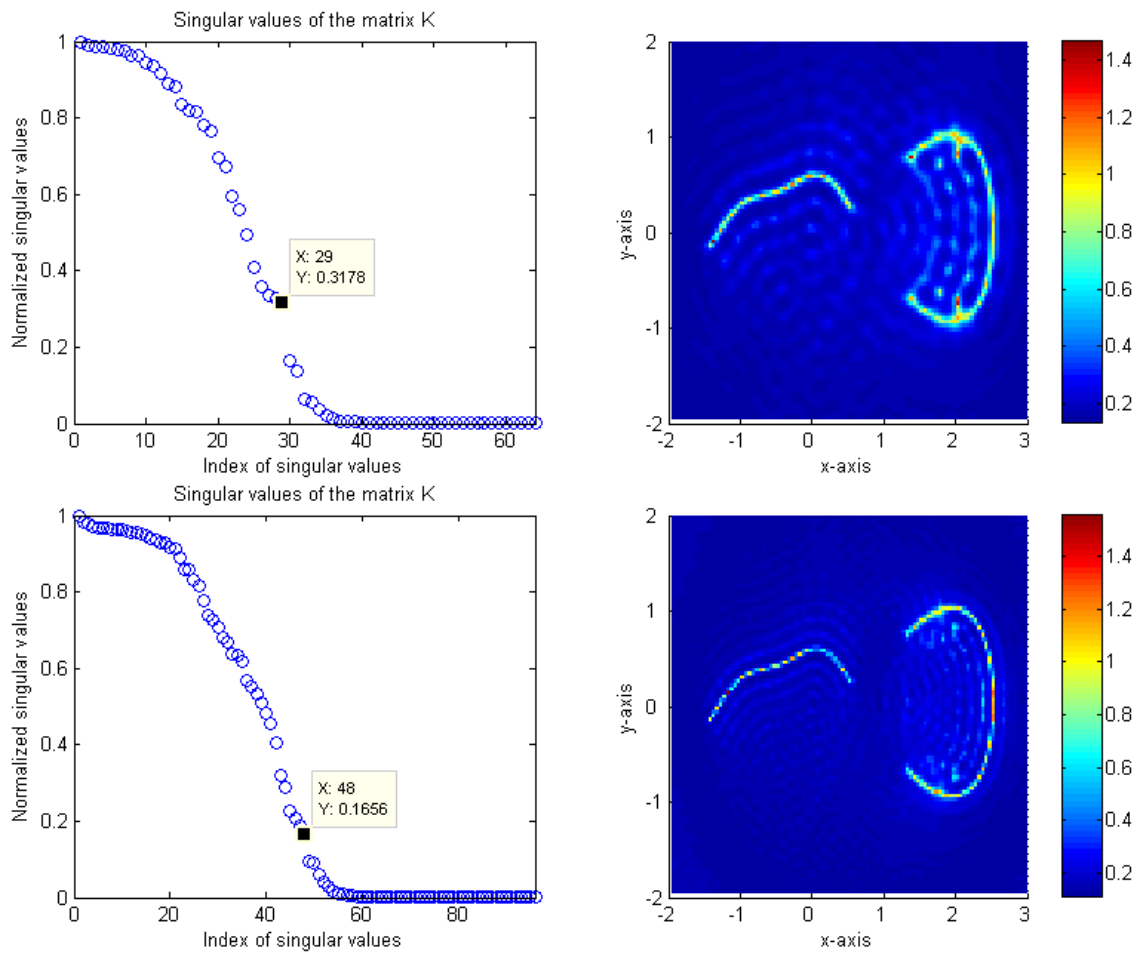 Singular values of the matrix K
Normalized singular values
1
0.8
0.6
0.4
0.2
0
X: 29
Y: 0.3178
0 10 20 30 40 50 60
Index of singular values
y-axis
2
1
0
-1
-2
-2 -1 0 1 2 3
x-axis
1.4
1.2
1
0.8
0.6
0.4
0.2
Singular values of the matrix K
Normalized singular values
1
0.8
0.6
0.4
0.2
0
X: 48
Y: 0.1656
0 20 40 60 80
Index of singular values
y-axis
2
1
0
-1
-2
-2 -1 0 1 2 3
x-axis
1.4
1.2
1
0.8
0.6
0.4
0.2